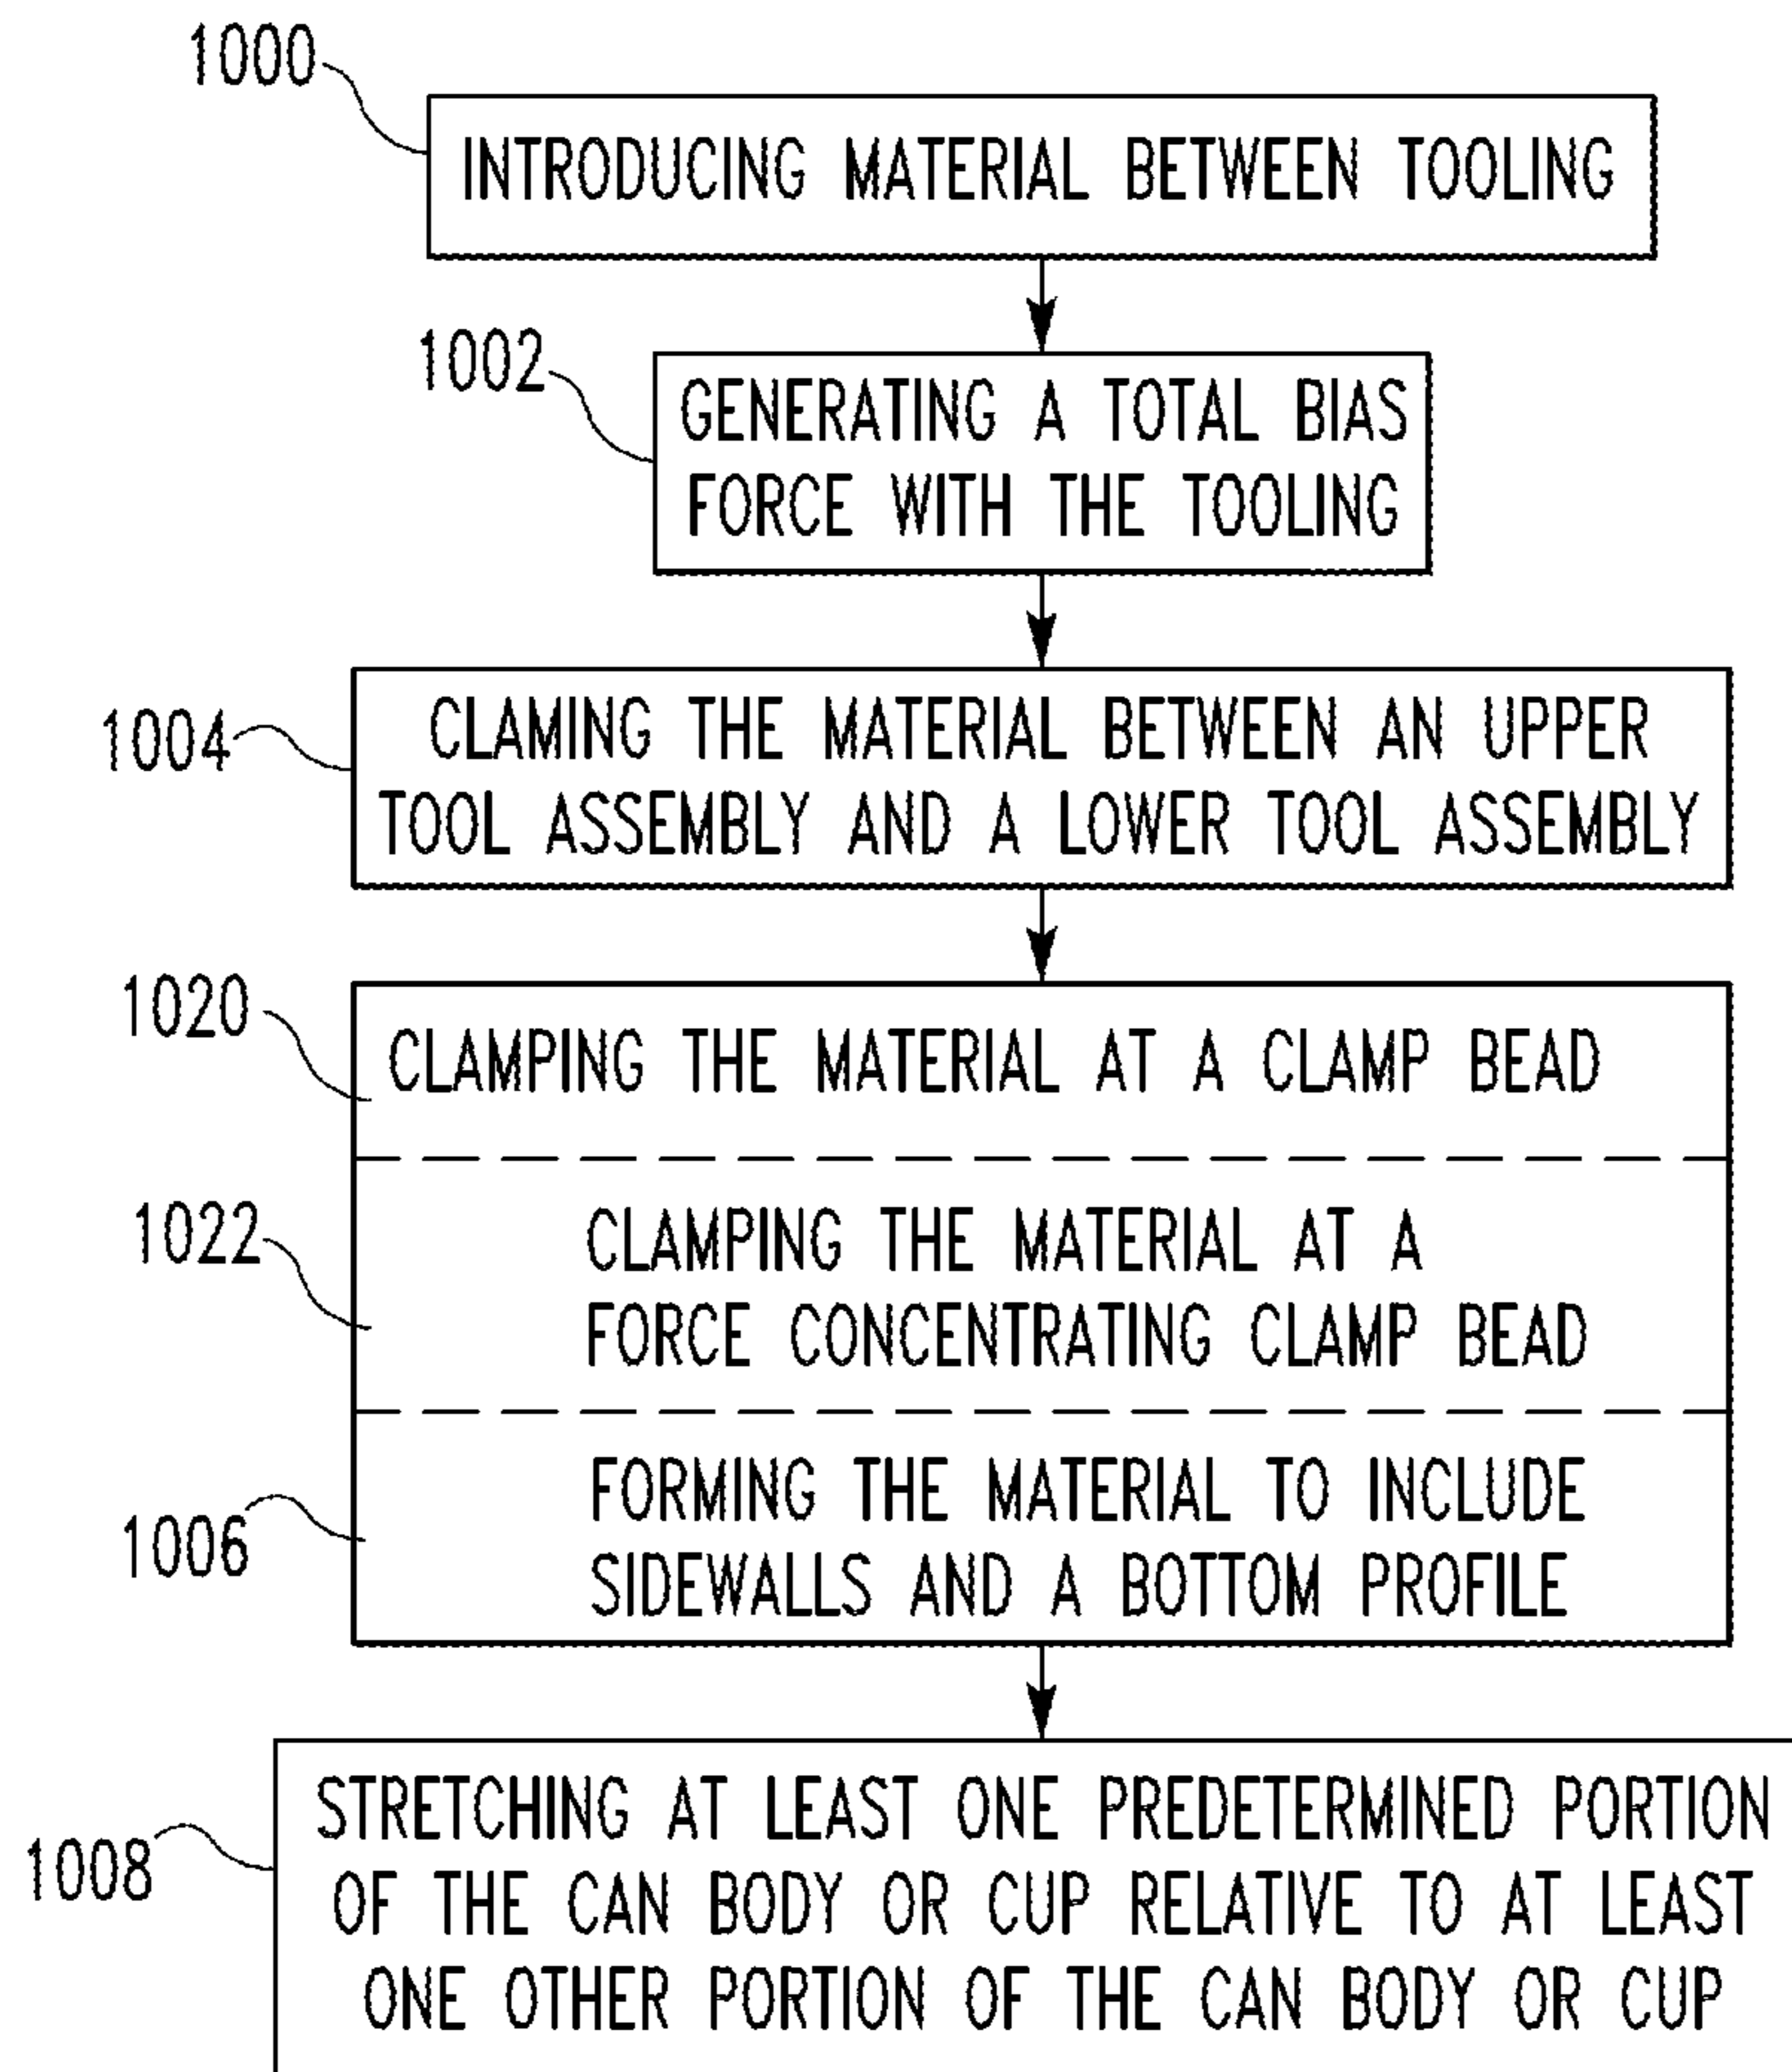 1000
INTRODUCING MATERIAL BETWEEN TOOLING
1002
GENERATING A TOTAL BIAS
FORCE WITH THE TOOLING
1004
CLAMING THE MATERIAL BETWEEN AN UPPER
TOOL ASSEMBLY AND A LOWER TOOL ASSEMBLY
1020
CLAMPING THE MATERIAL AT A CLAMP BEAD
1022
CLAMPING THE MATERIAL AT A
FORCE CONCENTRATING CLAMP BEAD
1006
FORMING THE MATERIAL TO INCLUDE
SIDEWALLS AND A BOTTOM PROFILE
1008
STRETCHING AT LEAST ONE PREDETERMINED PORTION
OF THE CAN BODY OR CUP RELATIVE TO AT LEAST
ONE OTHER PORTION OF THE CAN BODY OR CUP